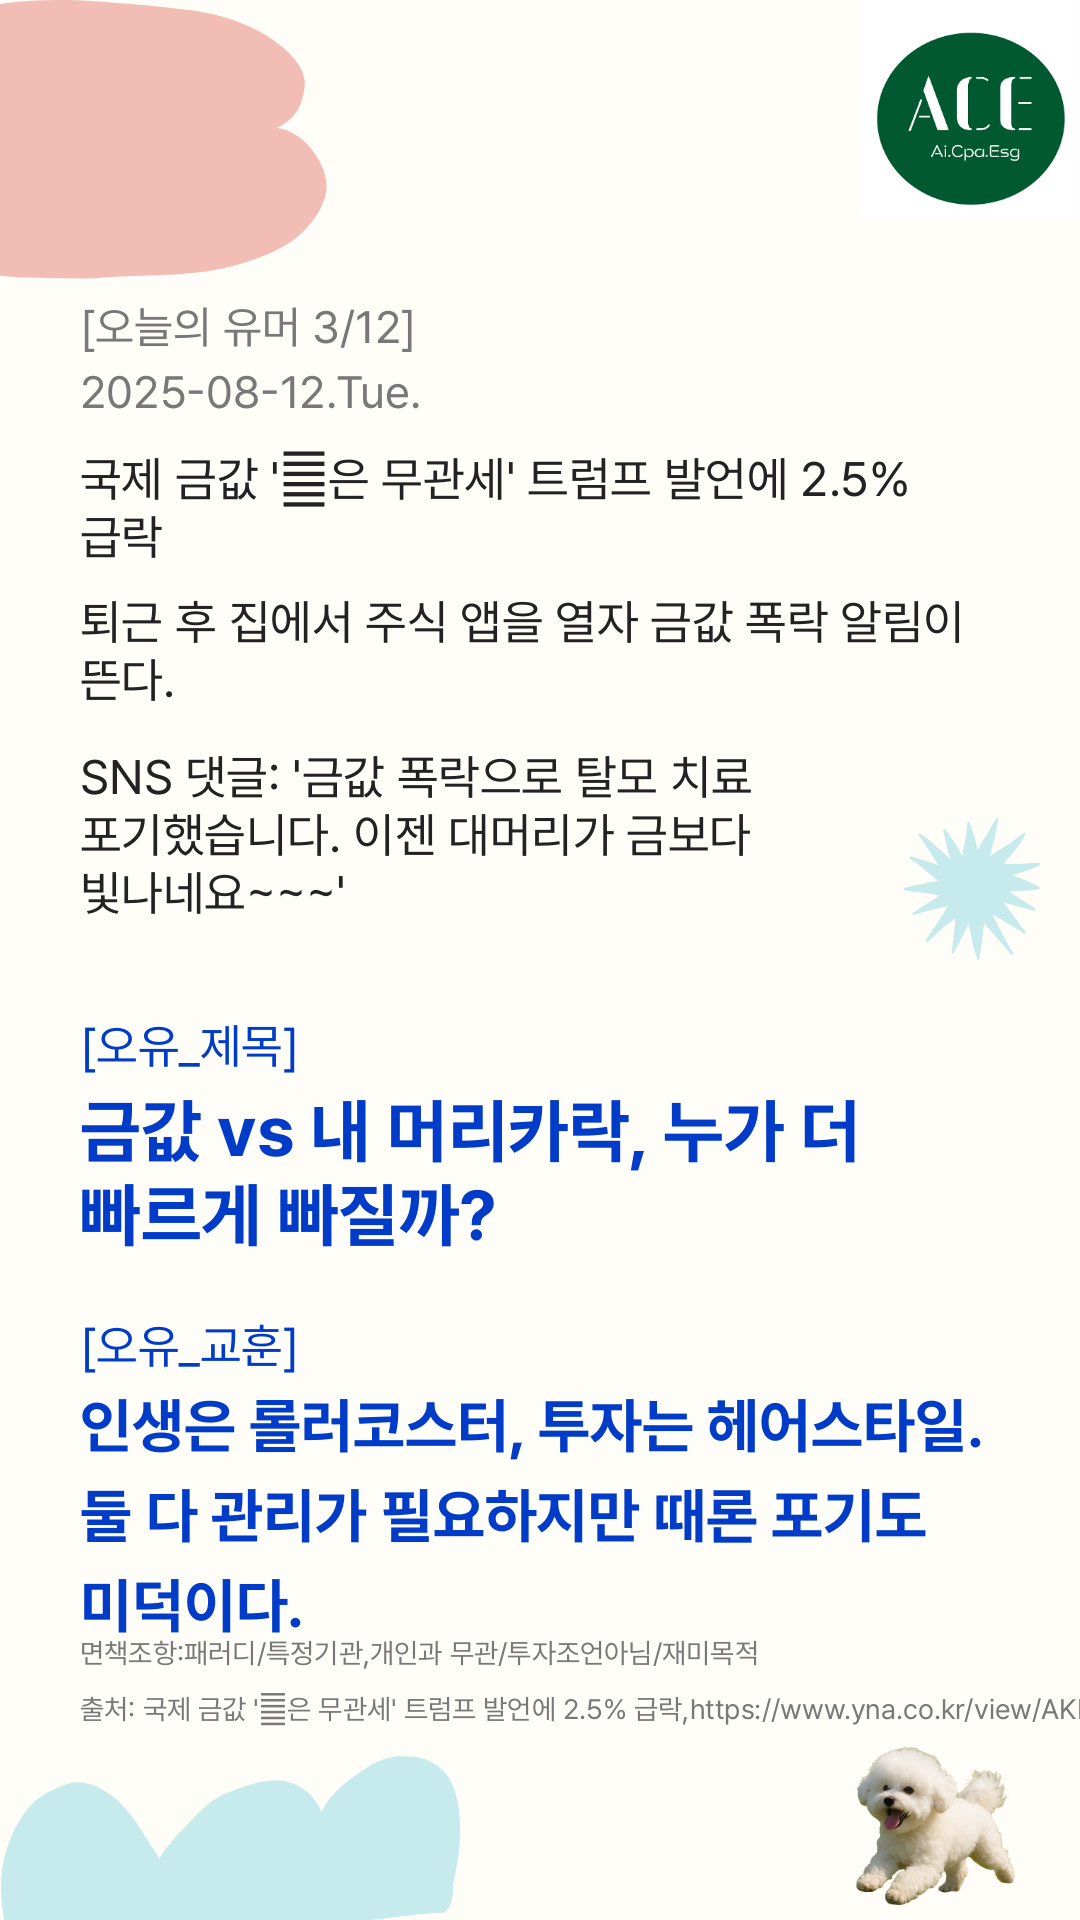 ACE
Ai.Cpa.Esg
[오늘의 유머 3/12]
2025-08-12.Tue.
국제 금값 '䷀은 무관세' 트럼프 발언에 2.5%
급락
퇴근 후 집에서 주식 앱을 열자 금값 폭락 알림이
뜬다.
SNS 댓글: '금값 폭락으로 탈모 치료
포기했습니다. 이젠 대머리가 금보다
빛나네요~~~'
[오유_제목]
금값 vs 내 머리카락, 누가 더
빠르게 빠질까?
[오유_교훈]
인생은 롤러코스터, 투자는 헤어스타일.
둘 다 관리가 필요하지만 때론 포기도
미덕이다.
면책조항:패러디/특정기관,개인과 무관/투자조언아님/재미목적
출처: 국제 금값 '䷀은 무관세' 트럼프 발언에 2.5% 급락,https://www.yna.co.kr/view/AK